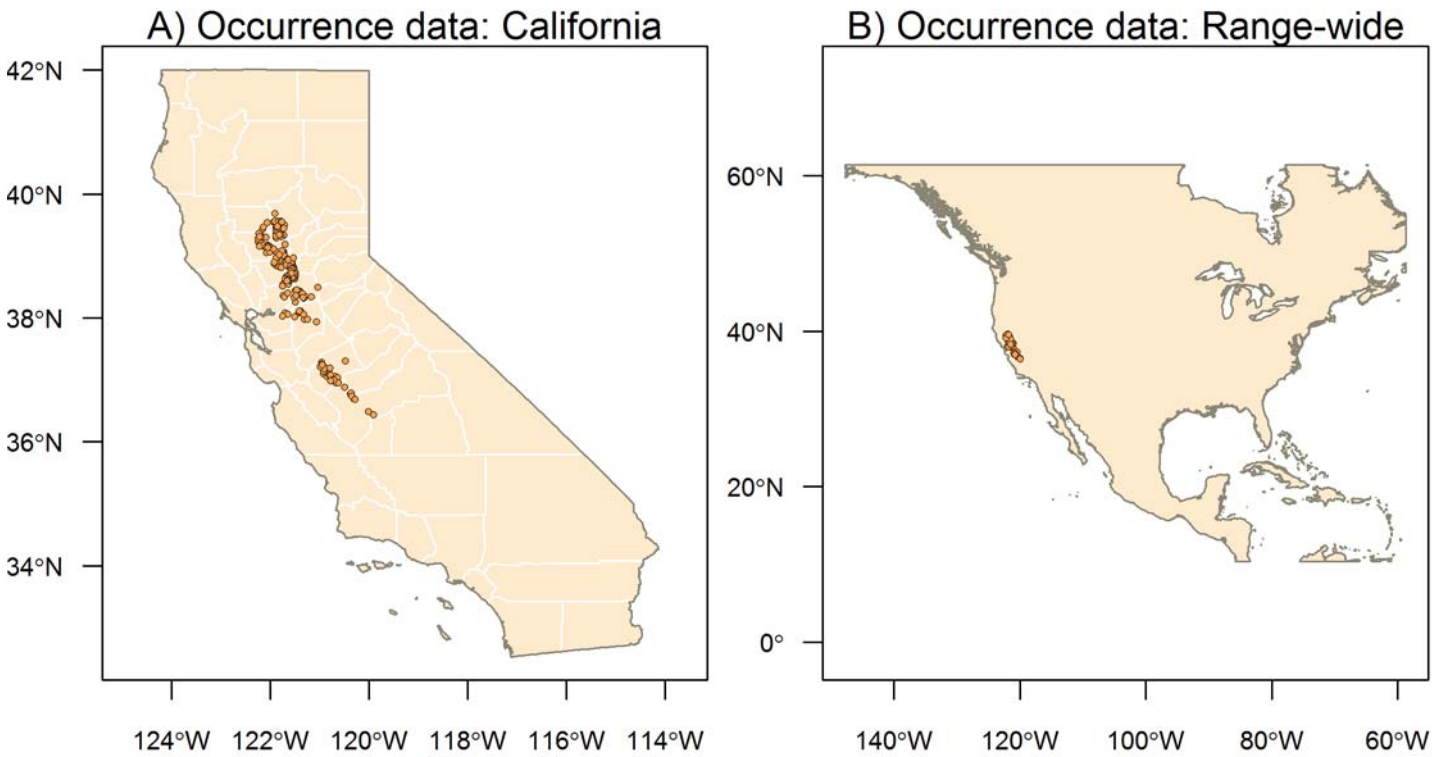 A) Occurrence data: California
42°N
40°N
38°N
36°N
34°N
124°W 122°W 120°W 118°W 116°W 114°W
B) Occurrence data: Range-wide
60°N
40°N
20°N
0°
140°W 120°W 100°W 80°W 60°W